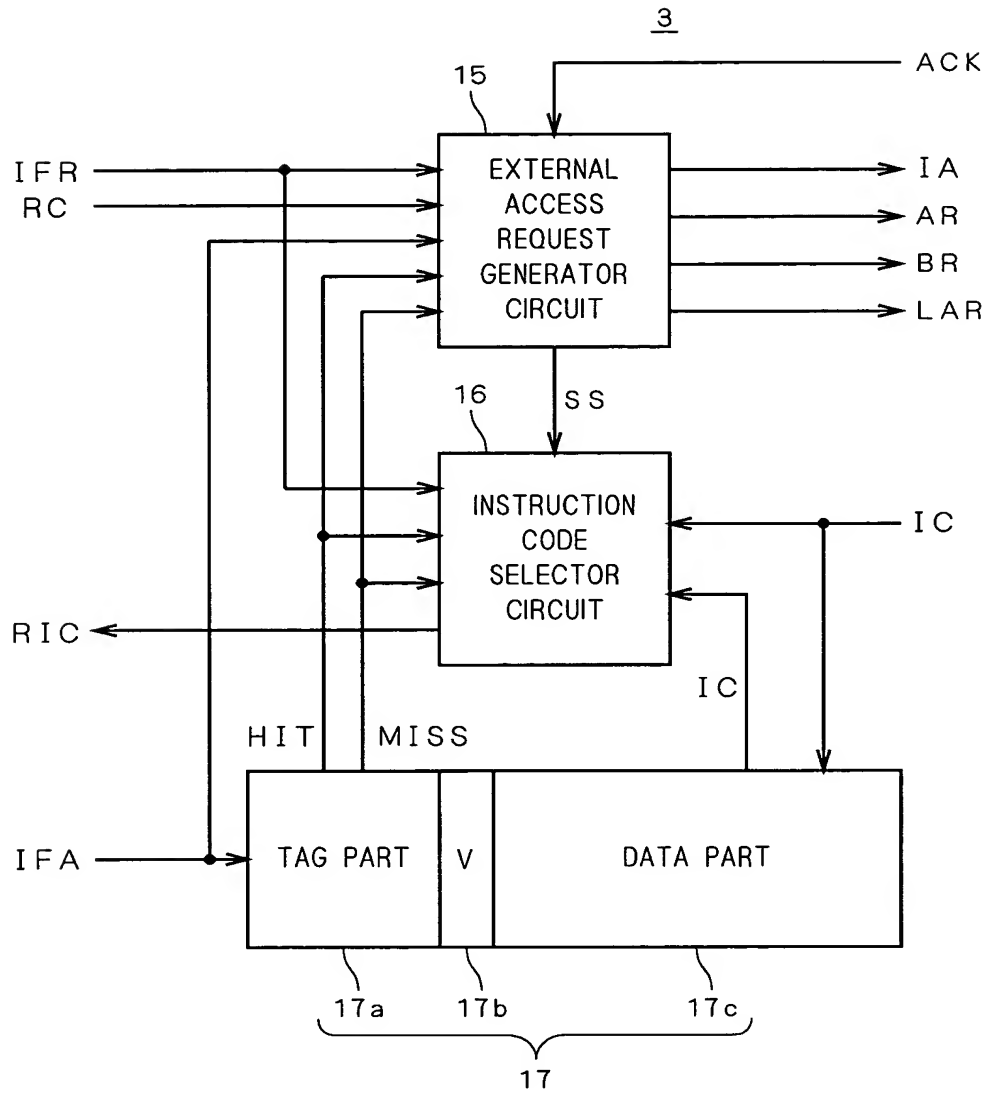 3
ACK
15
IFR
RC
EXTERNAL
ACCESS
REQUEST
GENERATOR
CIRCUIT
IA
AR
BR
LAR
SS
16
INSTRUCTION
CODE
SELECTOR
CIRCUIT
IC
RIC
IC
HIT
MISS
IFA
TAG PART
V
DATA PART
17a
17b
17c
17